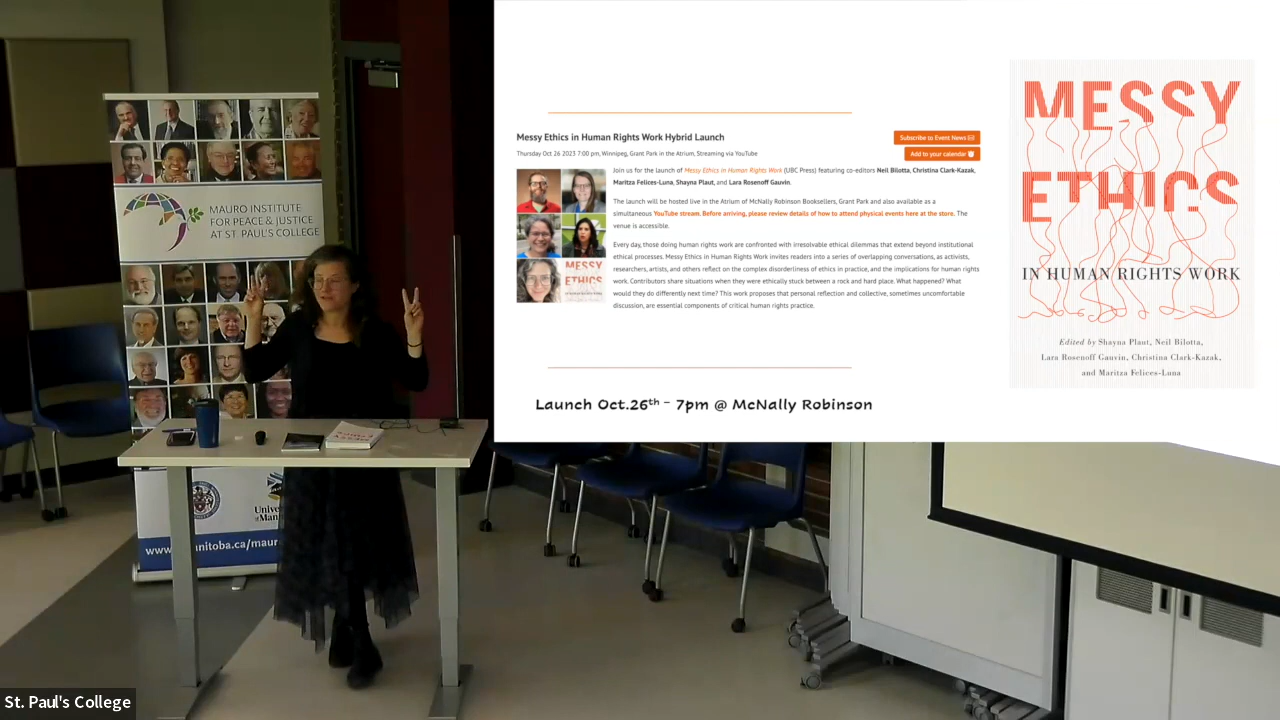 MAURO INSTITUTE
FOR PEACE & JUSTICE
AT ST. PAUL'S COLLEGE
Messy Ethics in Human Rights Work Hybrid Launch
Subscribe to Event News
Add to your calendar
Thursday Oct 26 2023 7:00 pm, Winnipeg, Grant Park in the Atrium, Streaming via YouTube
Join us for the launch of Messy Ethics in Human Rights Work (UBC Press) featuring co-editors Neil Bilotta, Christina Clark-Kazak,
Maritza Felices-Luna, Shayna Plaut, and Lara Rosenoff Gauvin.
The launch will be hosted live in the Atrium of McNally Robinson Booksellers, Grant Park and also available as a
simultaneous YouTube stream. Before arriving, please review details of how to attend physical events here at the store. The
venue is accessible.
Every day, those doing human rights work are confronted with irresolvable ethical dilemmas that extend beyond institutional
ethical processes. Messy Ethics in Human Rights Work invites readers into a series of overlapping conversations, as activists,
researchers, artists, and others reflect on the complex disorderliness of ethics in practice, and the implications for human rights
work. Contributors share situations when they were ethically stuck between a rock and hard place. What happened? What
would they do differently next time? This work proposes that personal reflection and collective, sometimes uncomfortable
discussion, are essential components of critical human rights practice.
MESSY
ETHICS
Launch Oct.26th – 7pm @ McNally Robinson
MESSY
ETHICS
IN HUMAN RIGHTS WORK
Edited by Shayna Plaut, Neil Bilotta,
Lara Rosenoff Gauvin, Christina Clark-Kazak,
and Maritza Felices-Luna
St. Paul's College